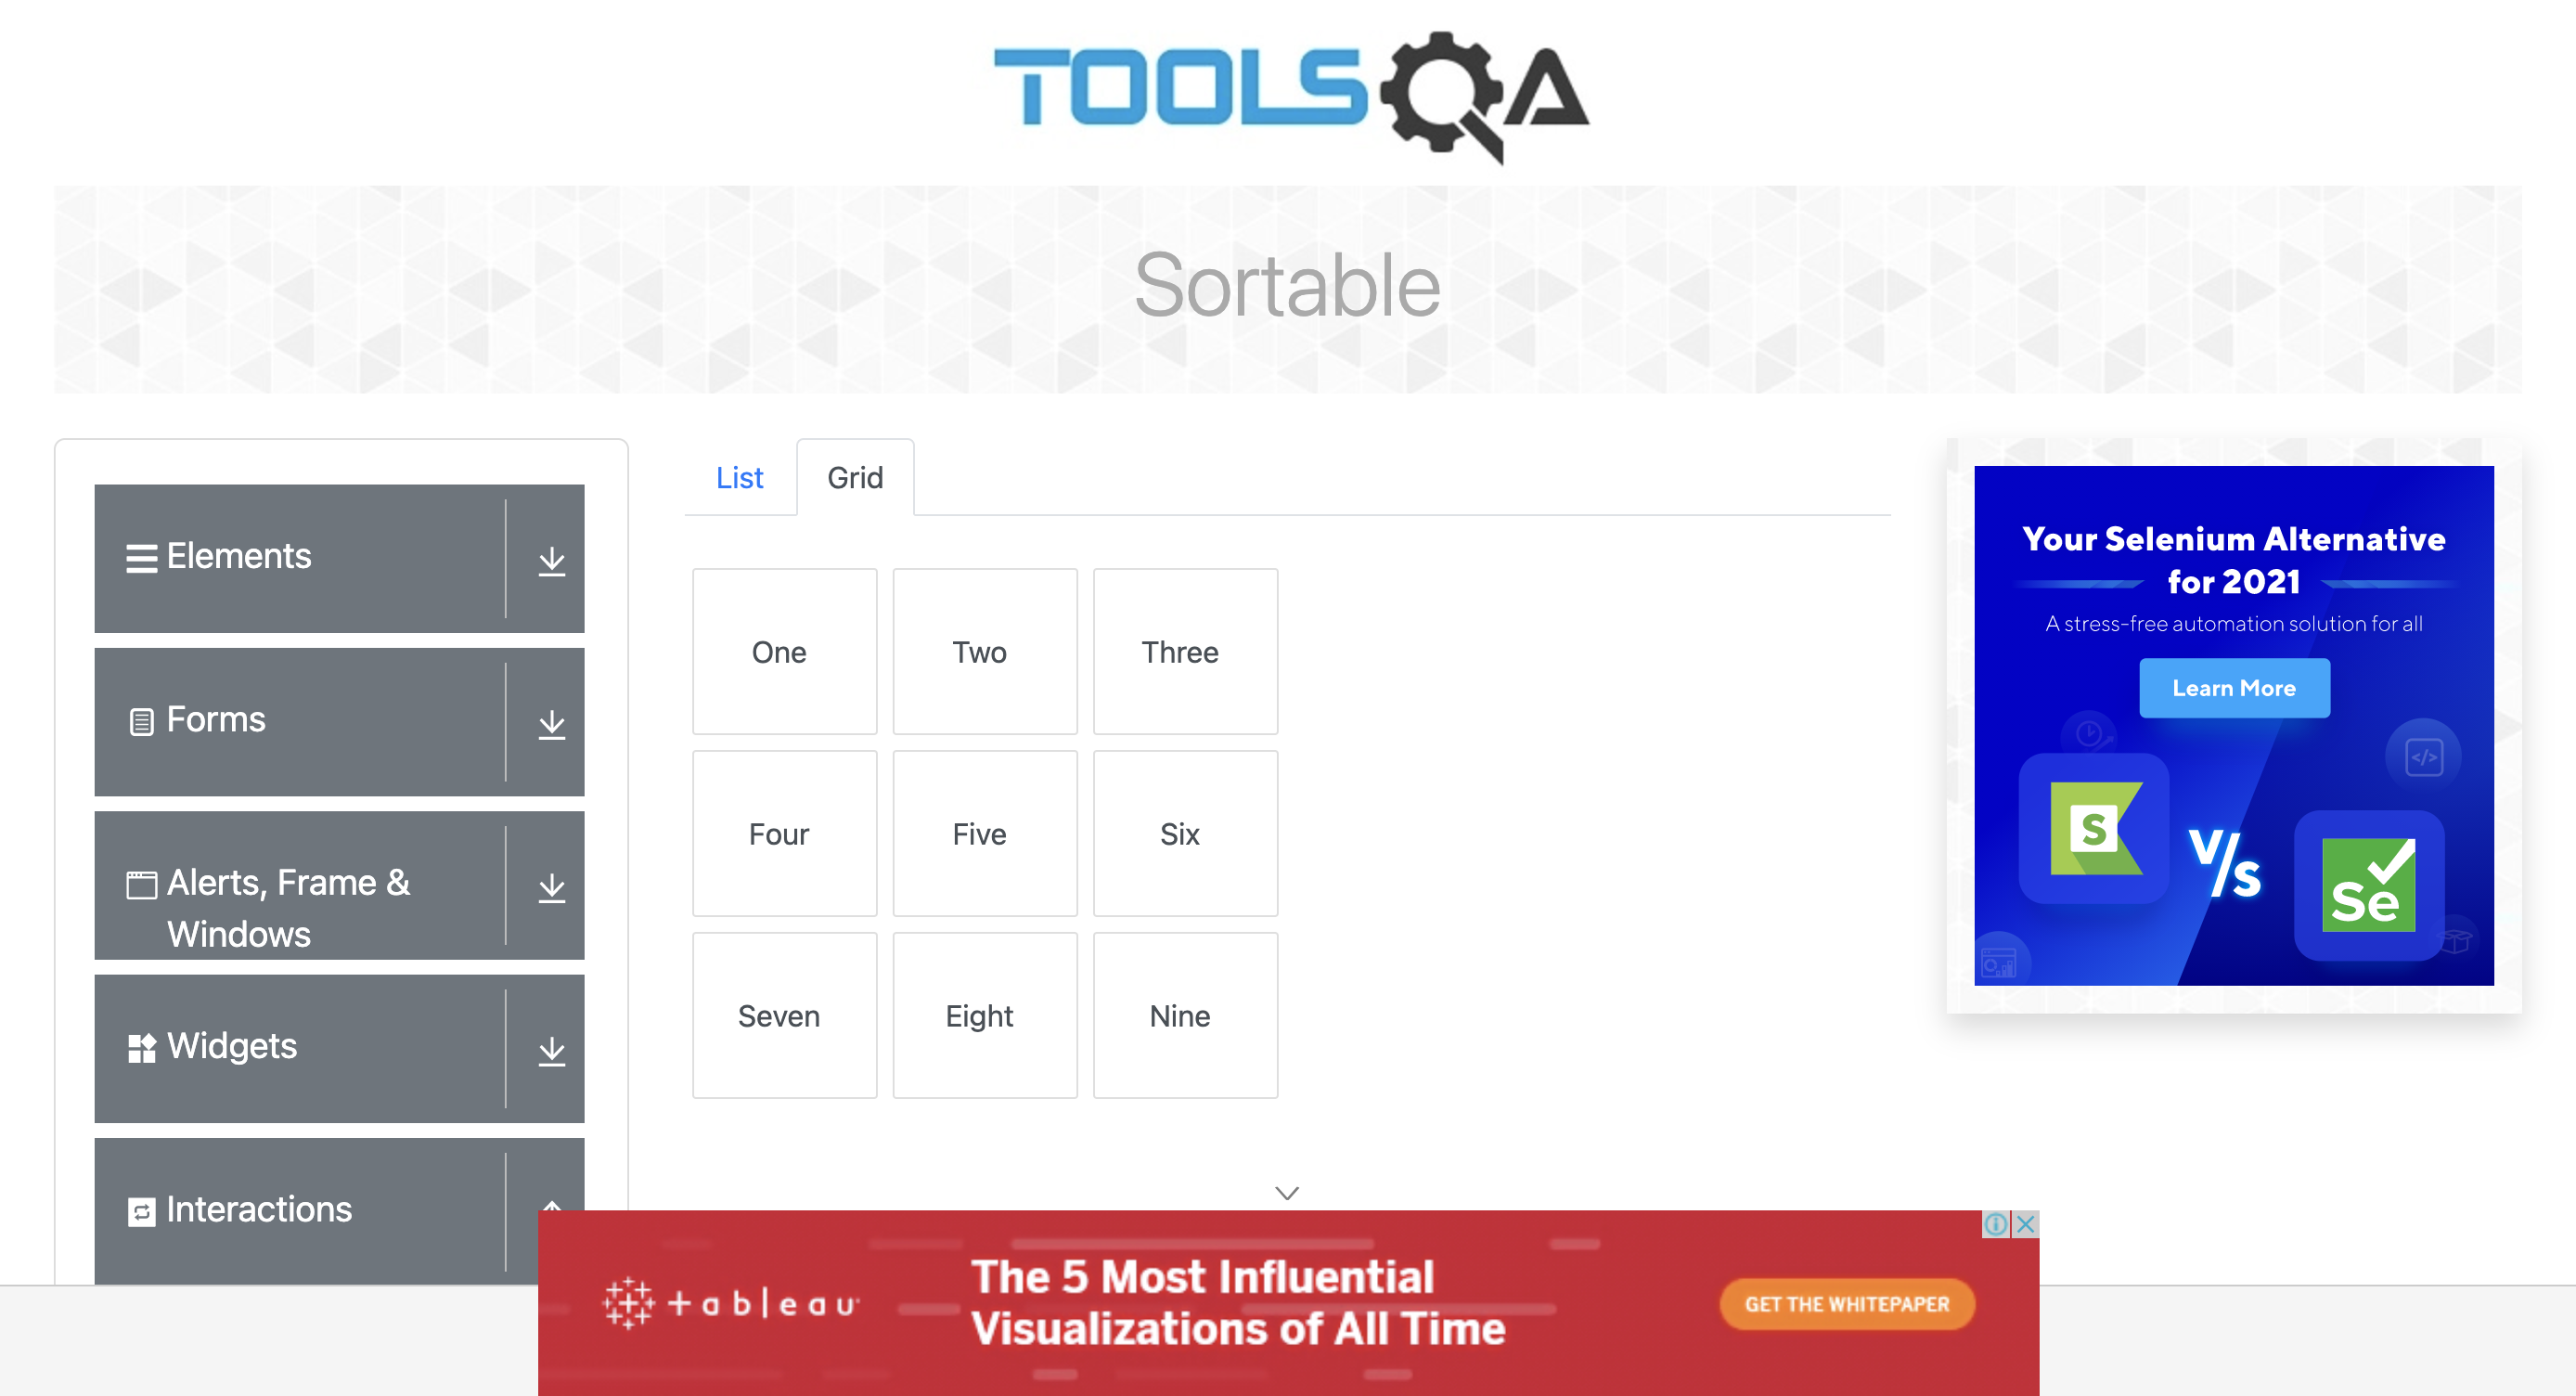 TOOLSQA
Sortable
List
Grid
Elements
Forms
Alerts, Frame &
Windows
Widgets
Interactions
One
Two
Three
Four
Five
Six
Seven
Eight
Nine
Your Selenium Alternative
for 2021
A stress-free automation solution for all
Learn More
S
V/s
Se
</>
tableau
The 5 Most Influential
Visualizations of All Time
GET THE WHITEPAPER